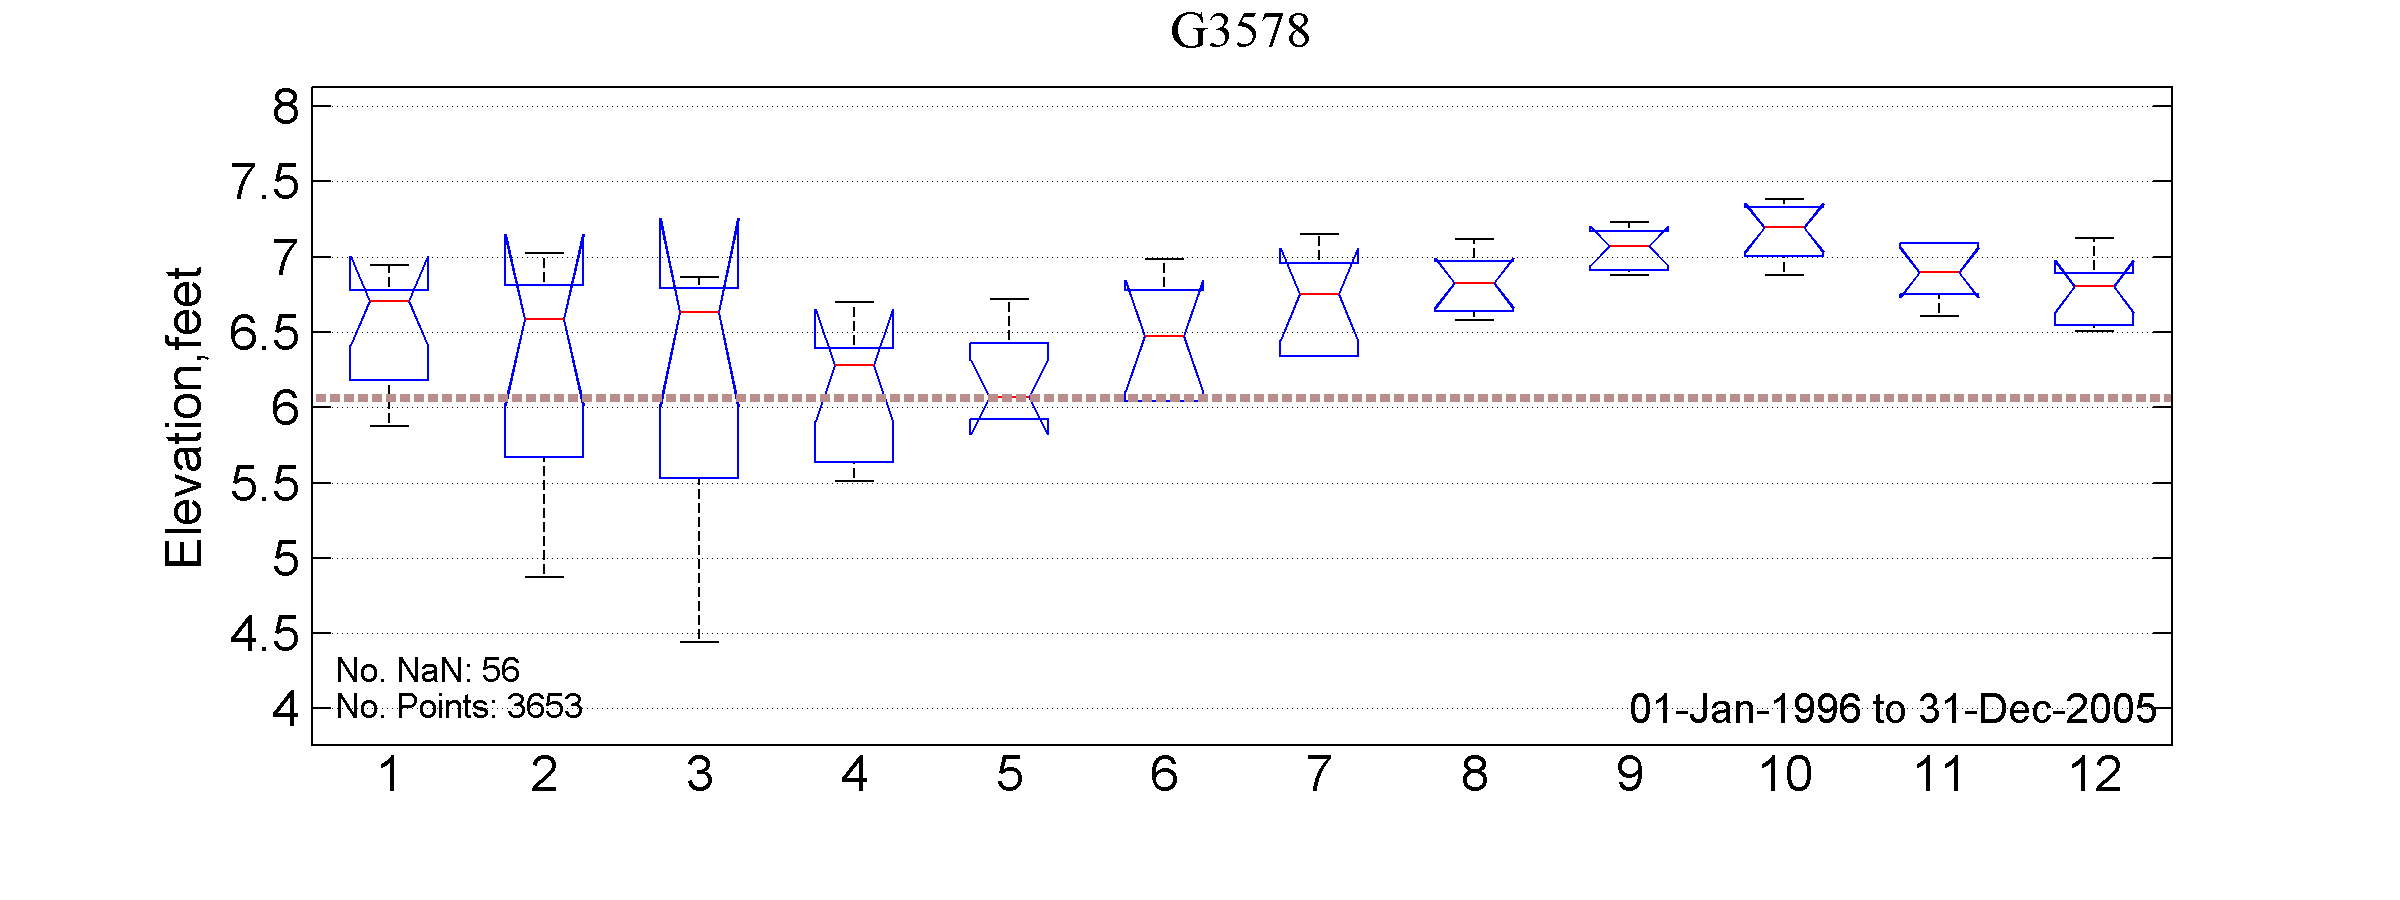 G3578
Elevation,feet
8
7.5
7
6.5
6
5.5
5
4.5
4
No. NaN: 56
No. Points: 3653
01-Jan-1996 to 31-Dec-2005
1 2 3 4 5 6 7 8 9 10 11 12